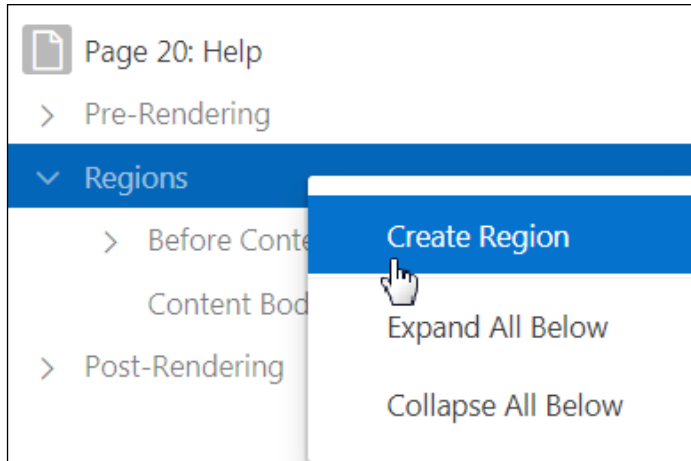 Page 20: Help
Pre-Rendering
Regions
Create Region
Before Conte
Content Bod
Expand All Below
Post-Rendering
Collapse All Below